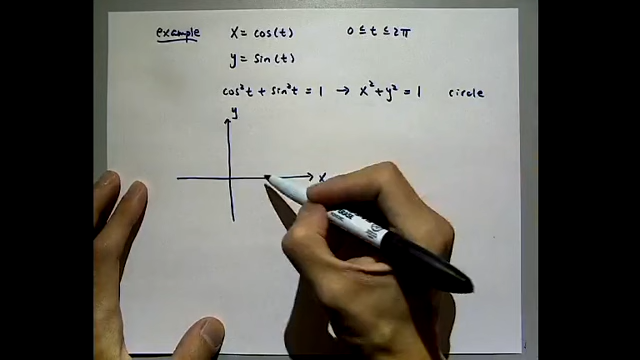 example x = cos(t) 0 ≤ t ≤ 2π
y = sin(t)
cos²t + sin²t = 1 → x² + y² = 1 circle
y
x